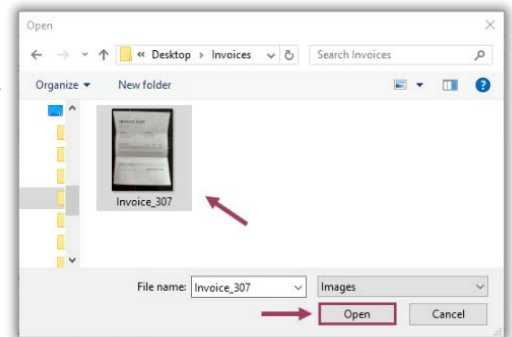 Open
« Desktop › Invoices
Search Invoices
Organize
New folder
Invoice_307
File name:
Invoice_307
Images
Open
Cancel